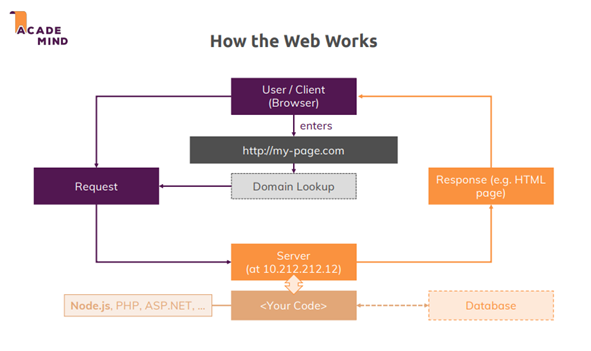 ACADE
MIND
How the Web Works
User / Client
(Browser)
enters
http://my-page.com
Request
Domain Lookup
Response (e.g. HTML
page)
Server
(at 10.212.212.12)
Node.js, PHP, ASP.NET, ...
<Your Code>
Database